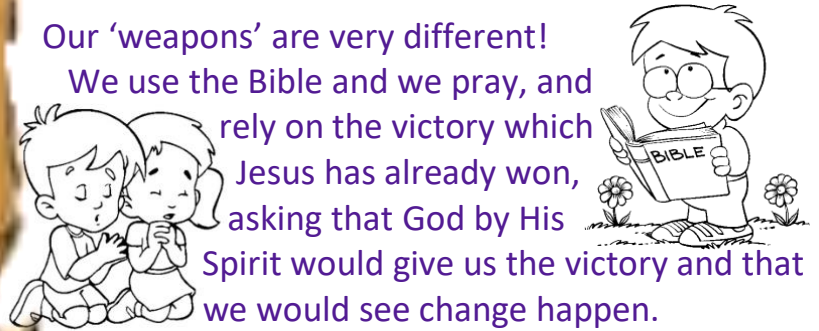 Our ‘weapons’ are very different!
We use the Bible and we pray, and
rely on the victory which
BIBLE
Jesus has already won,
asking that God by His
Spirit would give us the victory and that
we would see change happen.